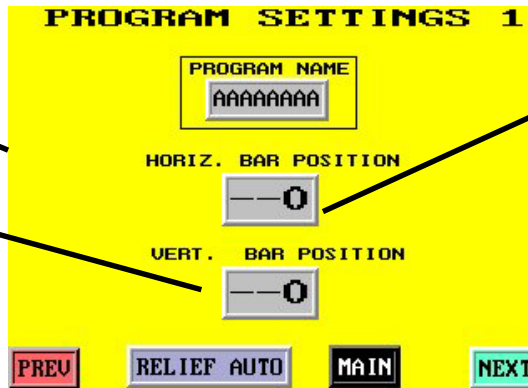 PROGRAM SETTINGS 1
PROGRAM NAME
AAAAAAAA
HORIZ. BAR POSITION
--0
VERT. BAR POSITION
--0
PREV RELIEF AUTO MAIN NEXT